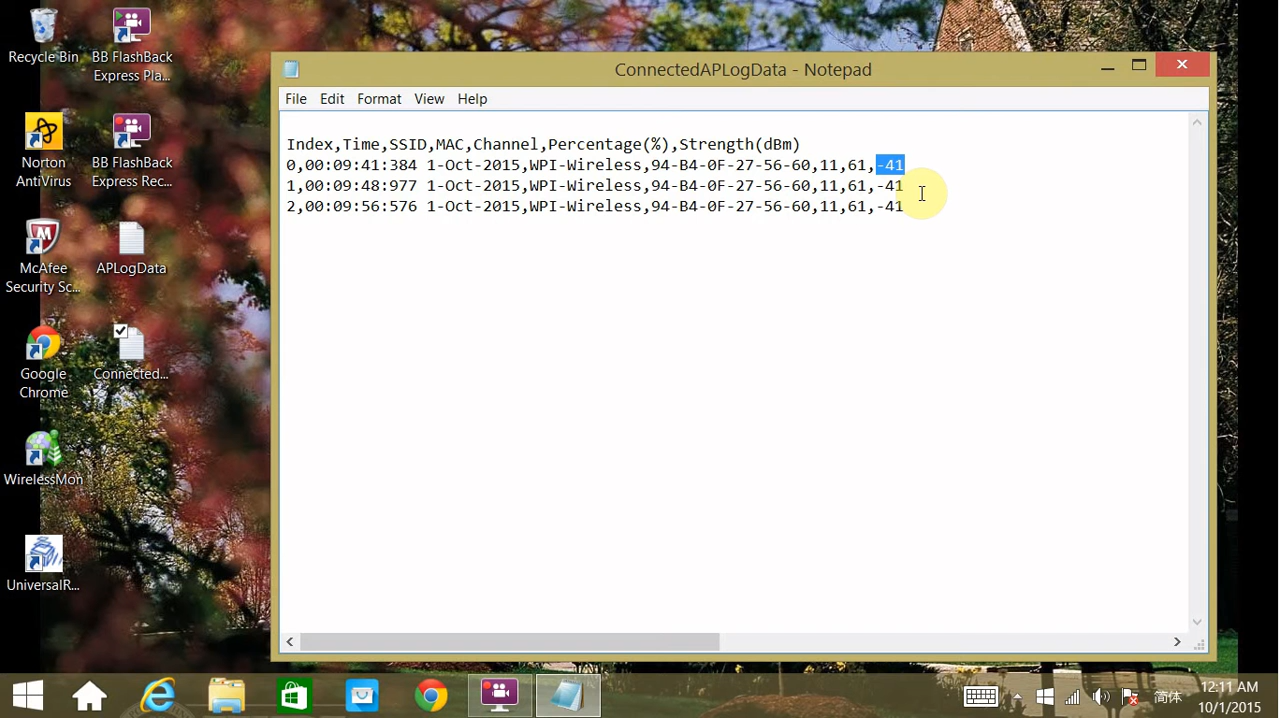 Recycle Bin
BB FlashBack
Express Pla...
Norton
AntiVirus
BB FlashBack
Express Rec...
McAfee
Security Sc...
APLogData
Google
Chrome
Connected...
WirelessMon
UniversalR...
ConnectedAPLogData - Notepad
File Edit Format View Help
Index,Time,SSID,MAC,Channel,Percentage(%),Strength(dBm)
0,00:09:41:384 1-Oct-2015,WPI-Wireless,94-B4-0F-27-56-60,11,61,-41
1,00:09:48:977 1-Oct-2015,WPI-Wireless,94-B4-0F-27-56-60,11,61,-41
2,00:09:56:576 1-Oct-2015,WPI-Wireless,94-B4-0F-27-56-60,11,61,-41
简体
12:11 AM
10/1/2015